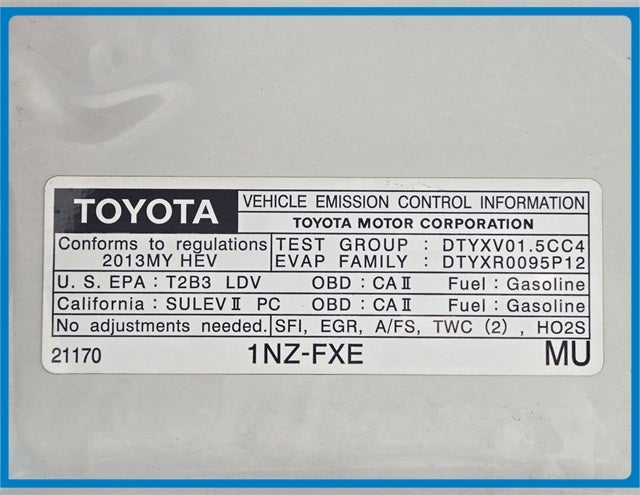 TOYOTA VEHICLE EMISSION CONTROL INFORMATION
TOYOTA MOTOR CORPORATION
Conforms to regulations TEST GROUP : DTYXV01.5CC4
2013MY HEV EVAP FAMILY : DTYXR0095P12
U. S. EPA : T2B3 LDV OBD : CAⅡ Fuel : Gasoline
California : SULEVⅡ PC OBD : CAⅡ Fuel : Gasoline
No adjustments needed. SFI, EGR, A/FS, TWC (2) , HO2S
21170 1NZ-FXE MU